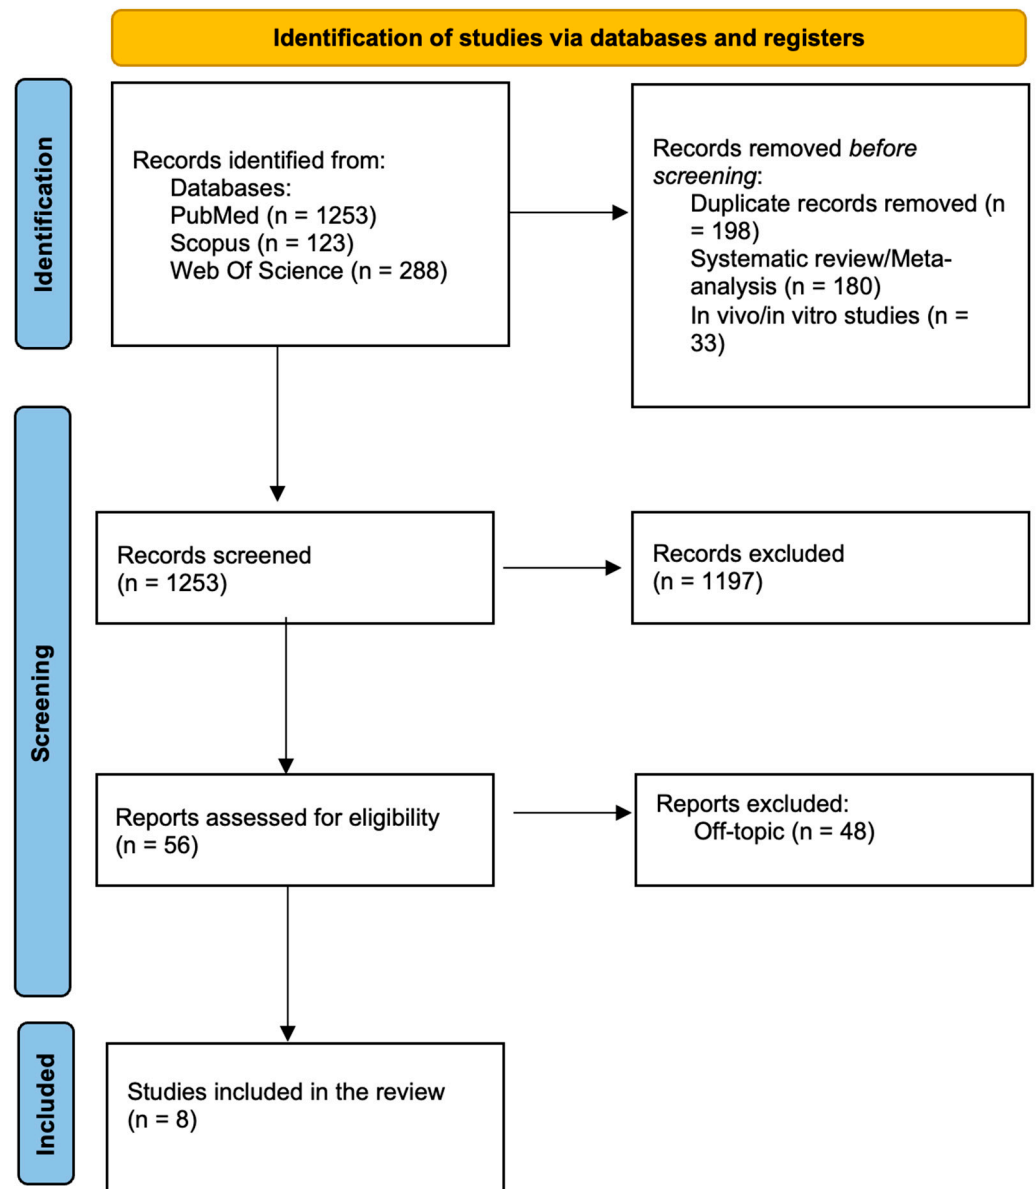 Identification of studies via databases and registers
Identification
Records identified from:
Databases:
PubMed (n = 1253)
Scopus (n = 123)
Web Of Science (n = 288)
Records removed before
screening:
Duplicate records removed (n
= 198)
Systematic review/Meta-
analysis (n = 180)
In vivo/in vitro studies (n =
33)
Screening
Records screened
(n = 1253)
Records excluded
(n = 1197)
Reports assessed for eligibility
(n = 56)
Reports excluded:
Off-topic (n = 48)
Included
Studies included in the review
(n = 8)